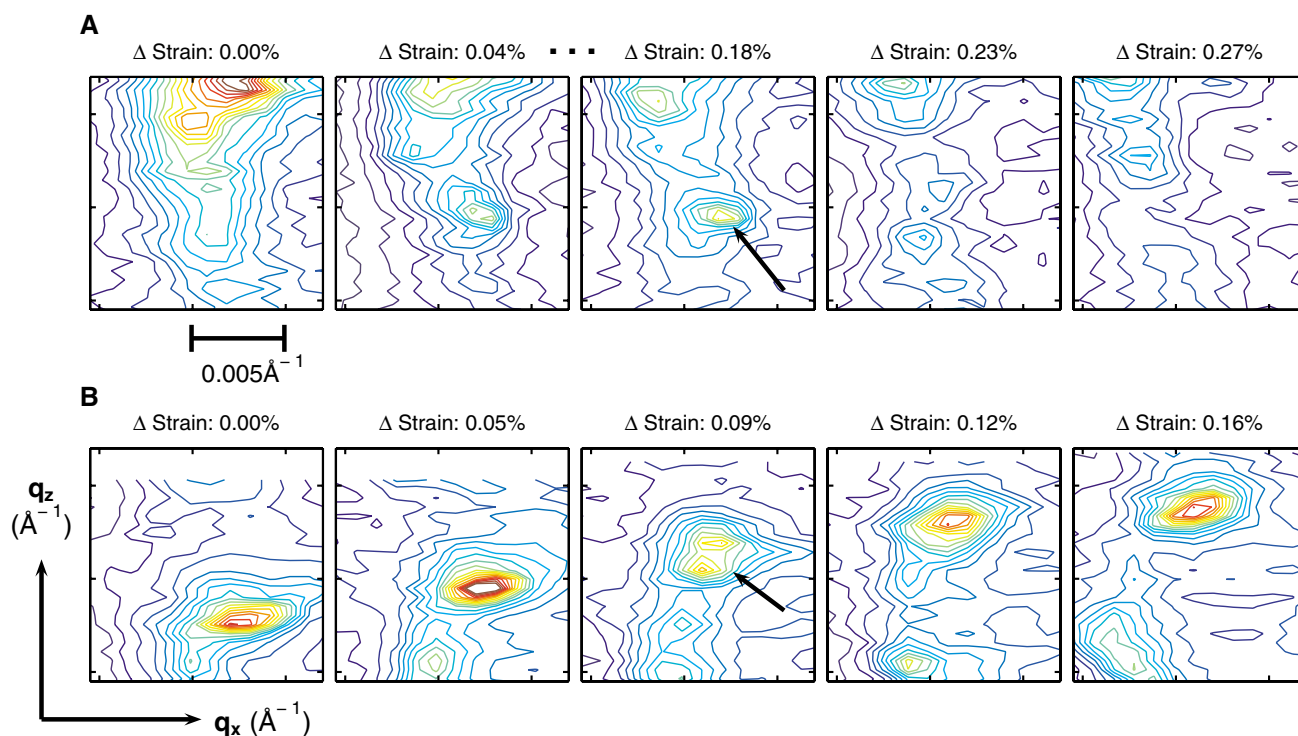 A
Δ Strain: 0.00% Δ Strain: 0.04% ▪ ▪ ▪ Δ Strain: 0.18% Δ Strain: 0.23% Δ Strain: 0.27%
0.005Å⁻¹
B
Δ Strain: 0.00% Δ Strain: 0.05% Δ Strain: 0.09% Δ Strain: 0.12% Δ Strain: 0.16%
q_z
(Å⁻¹)
q_x (Å⁻¹)